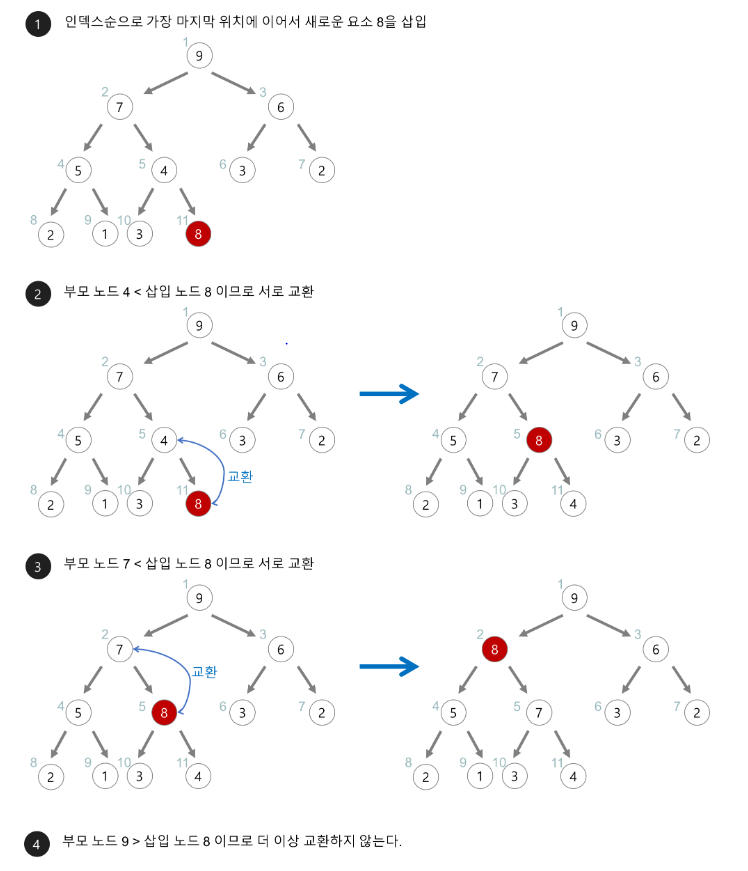 1 인덱스순으로 가장 마지막 위치에 이어서 새로운 요소 8을 삽입
1
9
2 3
7 6
4 5 6 7
5 4 3 2
8 9 10 11
2 1 3 8
2 부모 노드 4 < 삽입 노드 8 이므로 서로 교환
1 1
9 9
2 3 2 3
7 6 7 6
4 5 6 7 4 5 6 7
5 4 3 2 5 8 3 2
교환
8 9 10 11 8 9 10 11
2 1 3 8 2 1 3 4
3 부모 노드 7 < 삽입 노드 8 이므로 서로 교환
1 1
9 9
2 3 2 3
7 6 8 6
교환
4 5 6 7 4 5 6 7
5 8 3 2 5 7 3 2
8 9 10 11 8 9 10 11
2 1 3 4 2 1 3 4
4 부모 노드 9 > 삽입 노드 8 이므로 더 이상 교환하지 않는다.